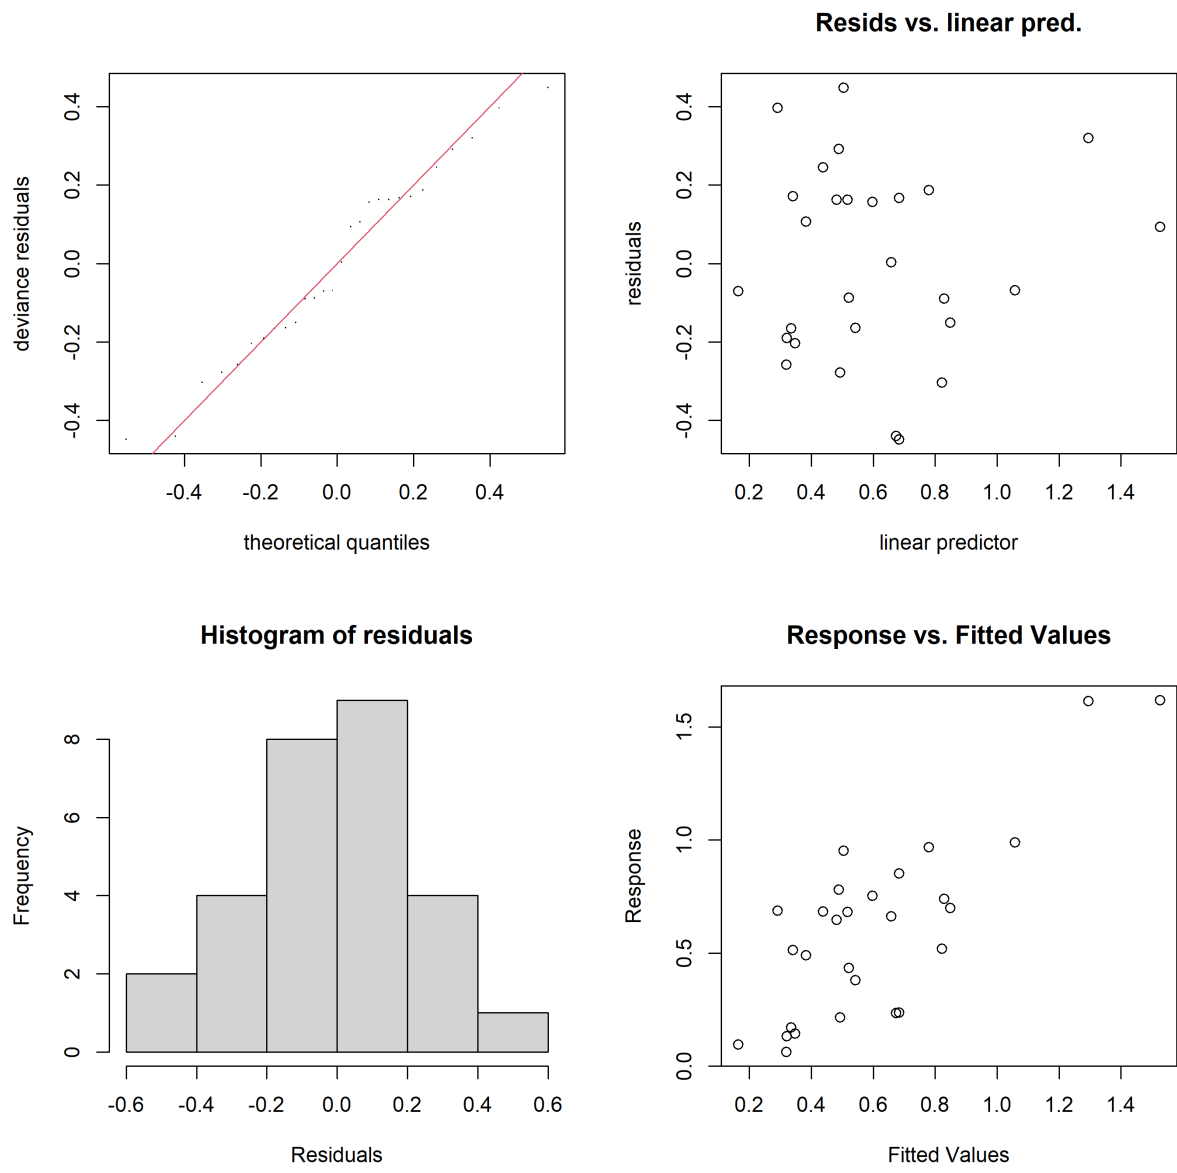 deviance residuals
0.4
0.2
0.0
-0.2
-0.4
-0.4 -0.2 0.0 0.2 0.4
theoretical quantiles
Resids vs. linear pred.
residuals
0.4
0.2
0.0
-0.2
-0.4
0.2 0.4 0.6 0.8 1.0 1.2 1.4
linear predictor
Histogram of residuals
Frequency
8
6
4
2
0
-0.6 -0.4 -0.2 0.0 0.2 0.4 0.6
Residuals
Response vs. Fitted Values
Response
1.5
1.0
0.5
0.0
0.2 0.4 0.6 0.8 1.0 1.2 1.4
Fitted Values